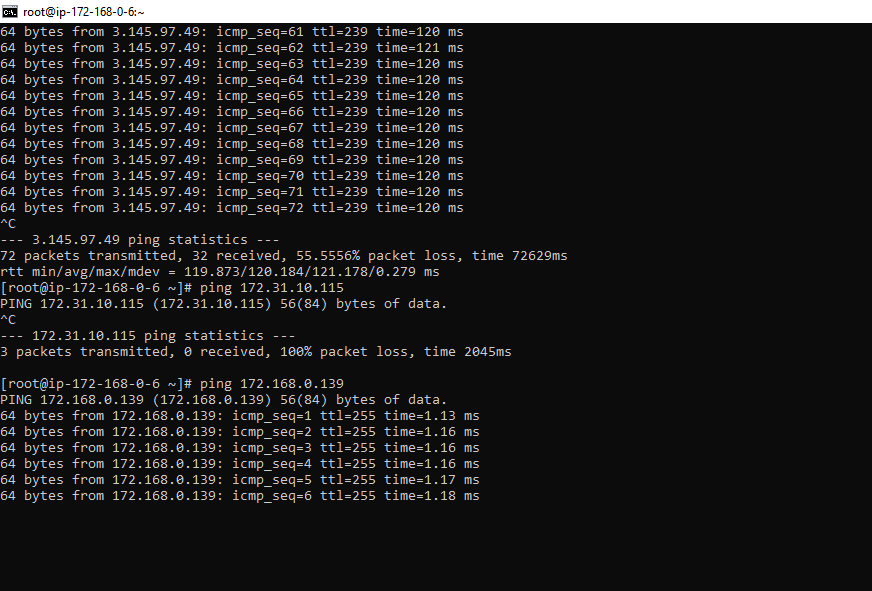 root@ip-172-168-0-6:~
64 bytes from 3.145.97.49: icmp_seq=61 ttl=239 time=120 ms
64 bytes from 3.145.97.49: icmp_seq=62 ttl=239 time=121 ms
64 bytes from 3.145.97.49: icmp_seq=63 ttl=239 time=120 ms
64 bytes from 3.145.97.49: icmp_seq=64 ttl=239 time=120 ms
64 bytes from 3.145.97.49: icmp_seq=65 ttl=239 time=120 ms
64 bytes from 3.145.97.49: icmp_seq=66 ttl=239 time=120 ms
64 bytes from 3.145.97.49: icmp_seq=67 ttl=239 time=120 ms
64 bytes from 3.145.97.49: icmp_seq=68 ttl=239 time=120 ms
64 bytes from 3.145.97.49: icmp_seq=69 ttl=239 time=120 ms
64 bytes from 3.145.97.49: icmp_seq=70 ttl=239 time=120 ms
64 bytes from 3.145.97.49: icmp_seq=71 ttl=239 time=120 ms
64 bytes from 3.145.97.49: icmp_seq=72 ttl=239 time=120 ms
^C
--- 3.145.97.49 ping statistics ---
72 packets transmitted, 32 received, 55.5556% packet loss, time 72629ms
rtt min/avg/max/mdev = 119.873/120.184/121.178/0.279 ms
[root@ip-172-168-0-6 ~]# ping 172.31.10.115
PING 172.31.10.115 (172.31.10.115) 56(84) bytes of data.
^C
--- 172.31.10.115 ping statistics ---
3 packets transmitted, 0 received, 100% packet loss, time 2045ms
[root@ip-172-168-0-6 ~]# ping 172.168.0.139
PING 172.168.0.139 (172.168.0.139) 56(84) bytes of data.
64 bytes from 172.168.0.139: icmp_seq=1 ttl=255 time=1.13 ms
64 bytes from 172.168.0.139: icmp_seq=2 ttl=255 time=1.16 ms
64 bytes from 172.168.0.139: icmp_seq=3 ttl=255 time=1.16 ms
64 bytes from 172.168.0.139: icmp_seq=4 ttl=255 time=1.16 ms
64 bytes from 172.168.0.139: icmp_seq=5 ttl=255 time=1.17 ms
64 bytes from 172.168.0.139: icmp_seq=6 ttl=255 time=1.18 ms